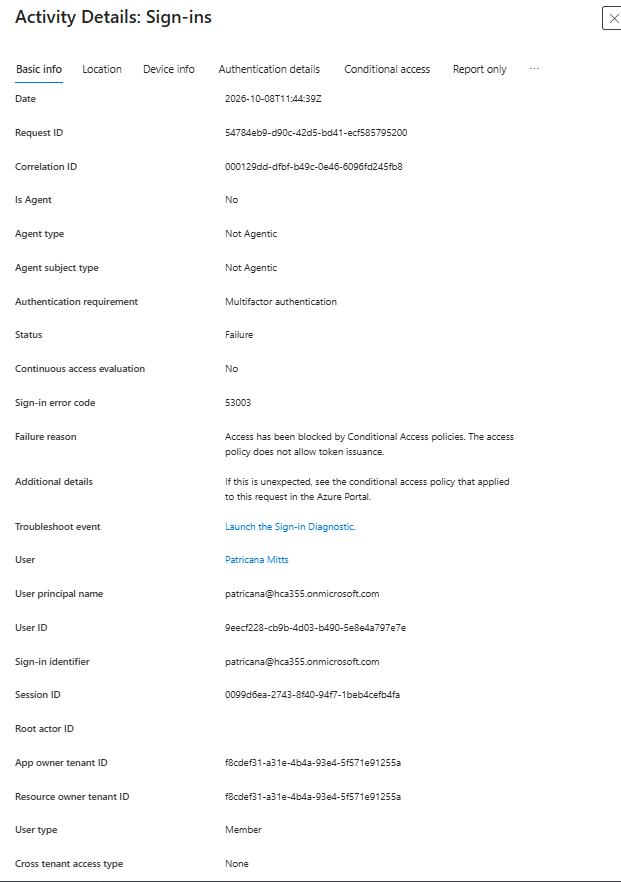 Activity Details: Sign-ins
Basic info Location Device info Authentication details Conditional access Report only ...
Date 2026-10-08T11:44:39Z
Request ID 54784eb9-d90c-42d5-bd41-ecf585795200
Correlation ID 000129dd-dfbf-b49c-0e46-6096fd245fb8
Is Agent No
Agent type Not Agentic
Agent subject type Not Agentic
Authentication requirement Multifactor authentication
Status Failure
Continuous access evaluation No
Sign-in error code 53003
Failure reason Access has been blocked by Conditional Access policies. The access
policy does not allow token issuance.
Additional details If this is unexpected, see the conditional access policy that applied
to this request in the Azure Portal.
Troubleshoot event Launch the Sign-in Diagnostic.
User Patricana Mitts
User principal name patricana@hca355.onmicrosoft.com
User ID 9eecf228-cb9b-4d03-b490-5e8e4a797e7e
Sign-in identifier patricana@hca355.onmicrosoft.com
Session ID 0099d6ea-2743-8f40-94f7-1beb4cefb4fa
Root actor ID
App owner tenant ID f8cdef31-a31e-4b4a-93e4-5f571e91255a
Resource owner tenant ID f8cdef31-a31e-4b4a-93e4-5f571e91255a
User type Member
Cross tenant access type None